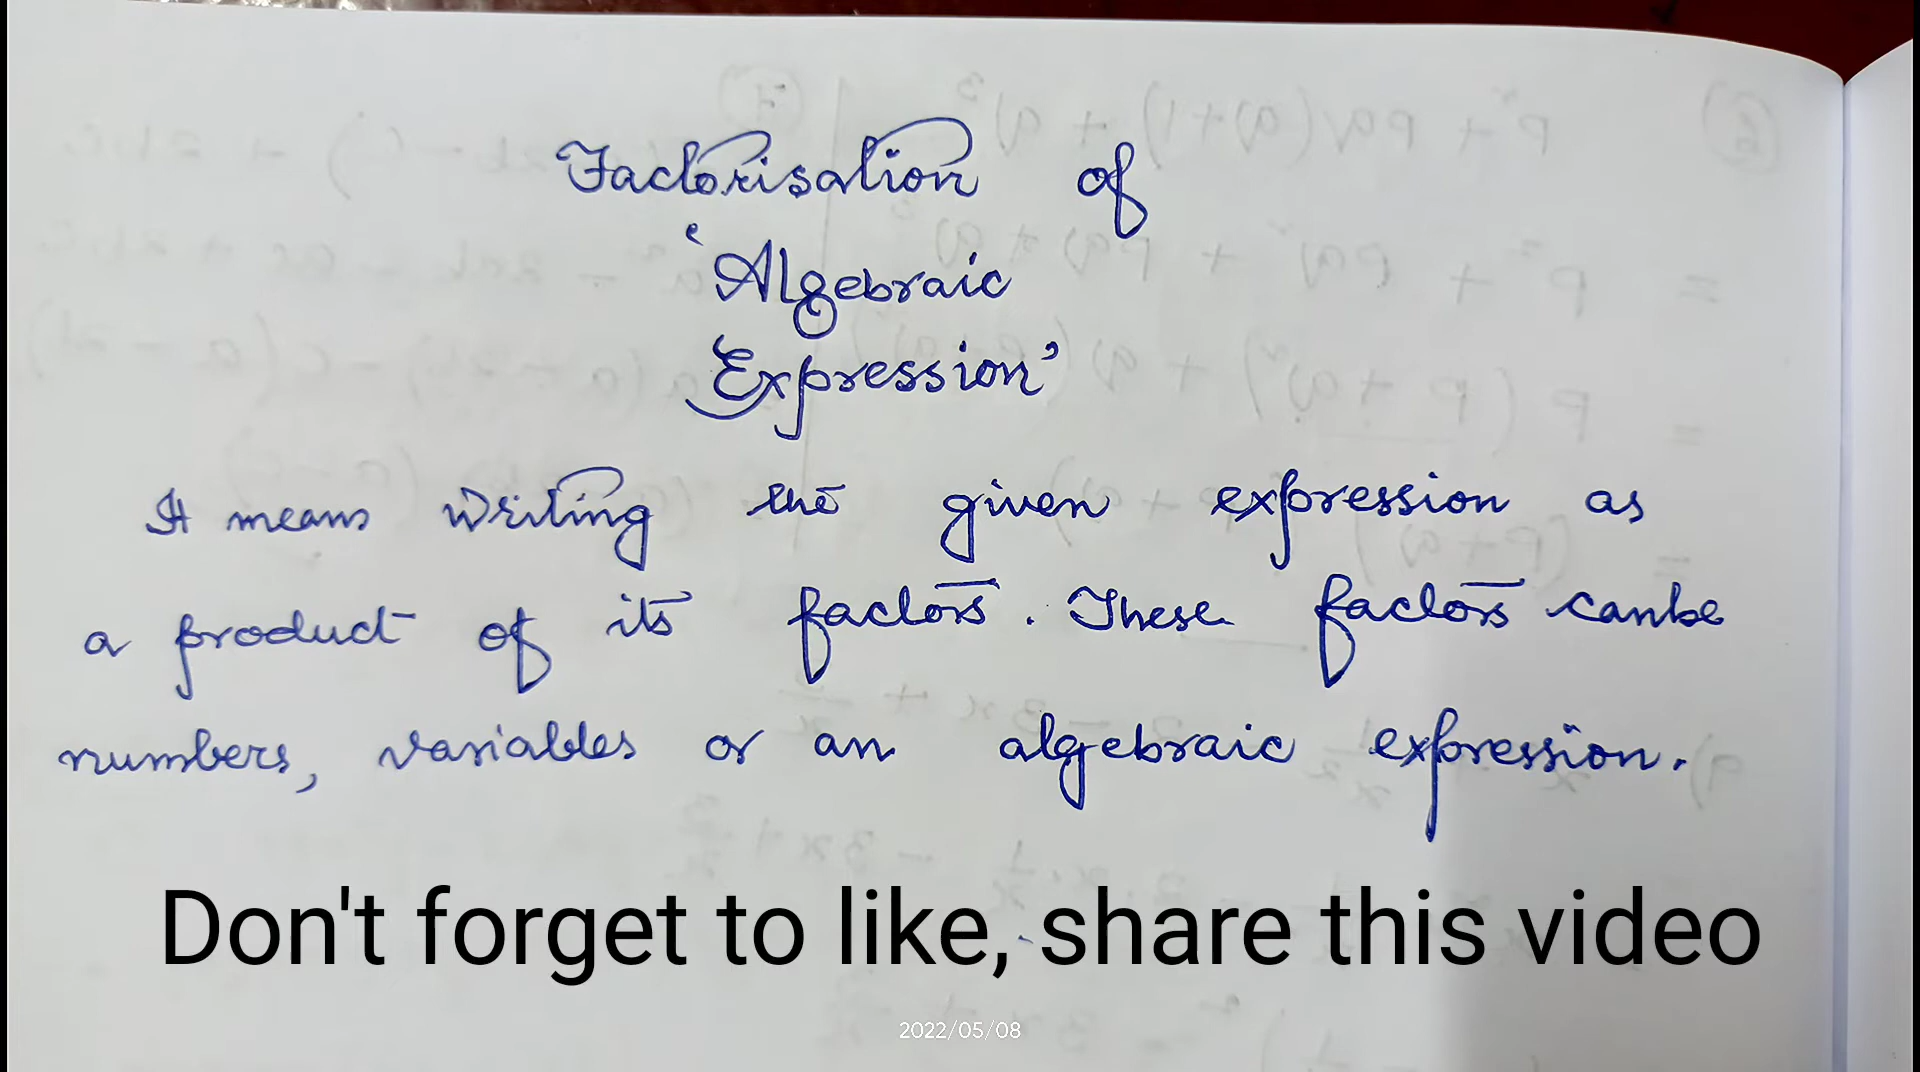 Factorisation of
'Algebraic
Expression'
It means writing the given expression as
a product of its factors. These factors canbe
numbers, variables or an algebraic expression.
Don't forget to like, share this video
2022/05/08